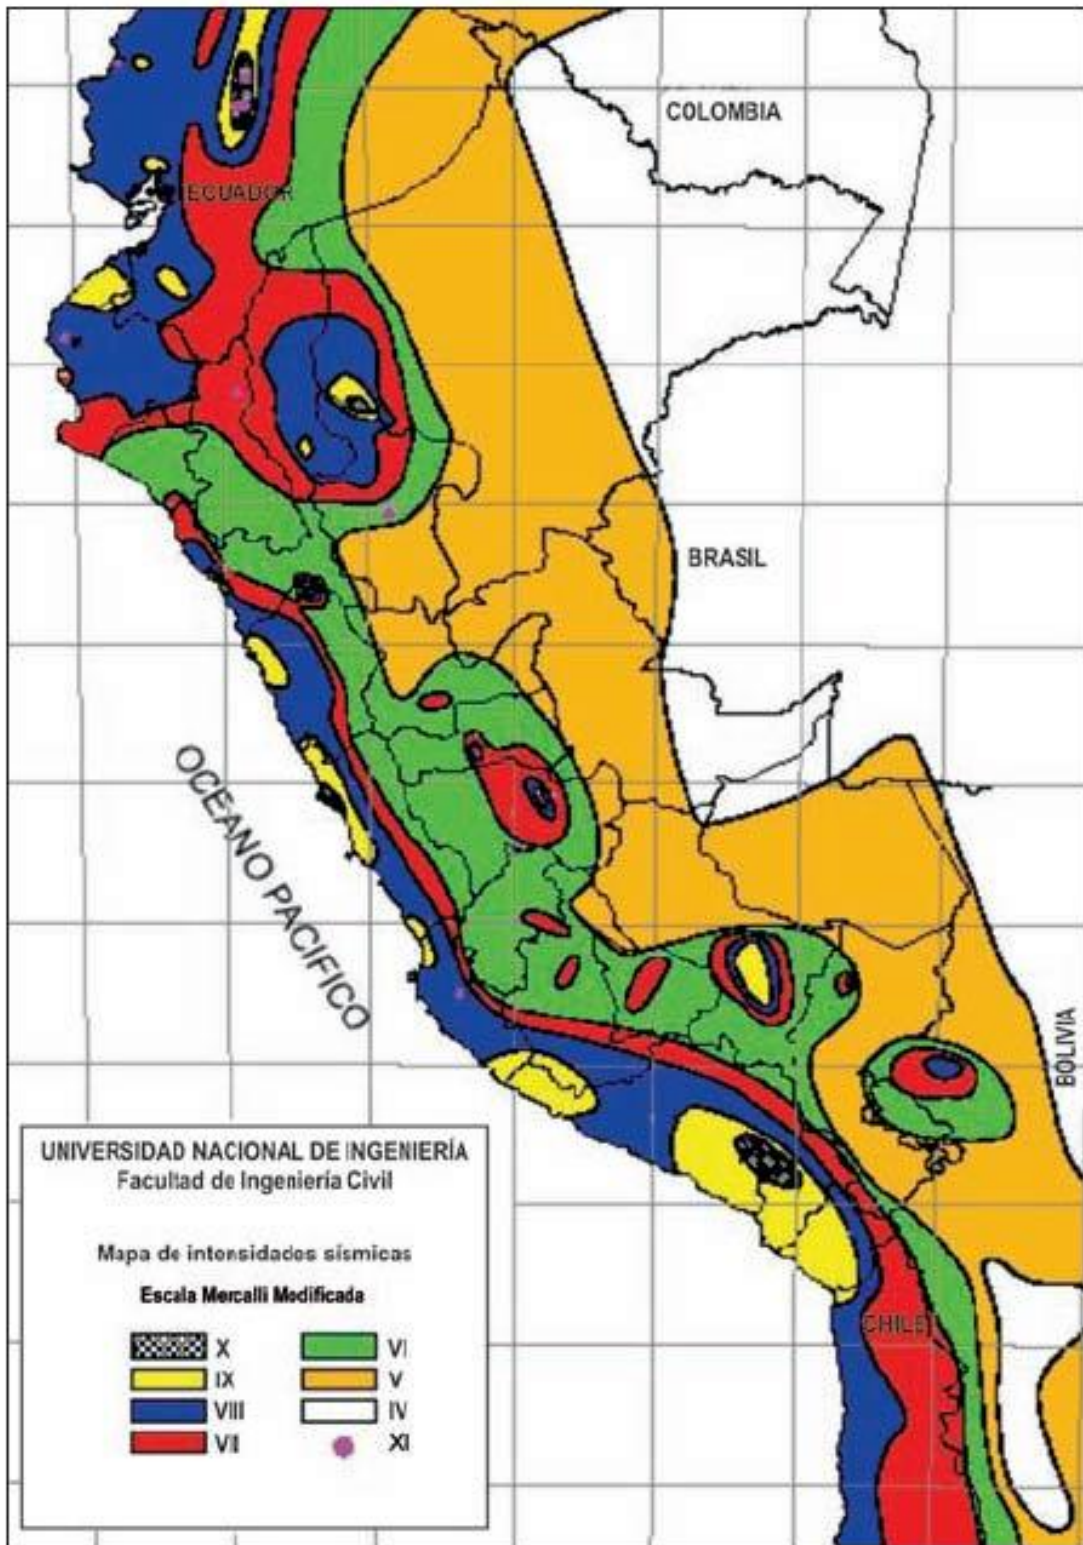 COLOMBIA
ECUADOR
BRASIL
OCEANO PACIFICO
BOLIVIA
CHILE
UNIVERSIDAD NACIONAL DE INGENIERÍA
Facultad de Ingeniería Civil
Mapa de intensidades sísmicas
Escala Mercalli Modificada
X VI
IX V
VIII IV
VII XI